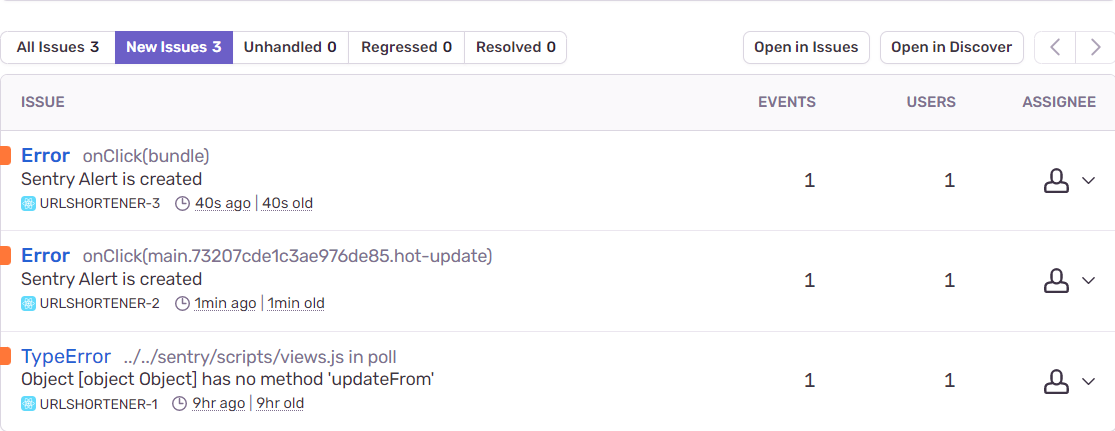 All Issues 3 New Issues 3 Unhandled 0 Regressed 0 Resolved 0 Open in Issues Open in Discover
ISSUE EVENTS USERS ASSIGNEE
Error onClick(bundle)
Sentry Alert is created 1 1
URLSHORTENER-3 40s ago | 40s old
Error onClick(main.73207cde1c3ae976de85.hot-update)
Sentry Alert is created 1 1
URLSHORTENER-2 1min ago | 1min old
TypeError ../../sentry/scripts/views.js in poll
Object [object Object] has no method 'updateFrom' 1 1
URLSHORTENER-1 9hr ago | 9hr old